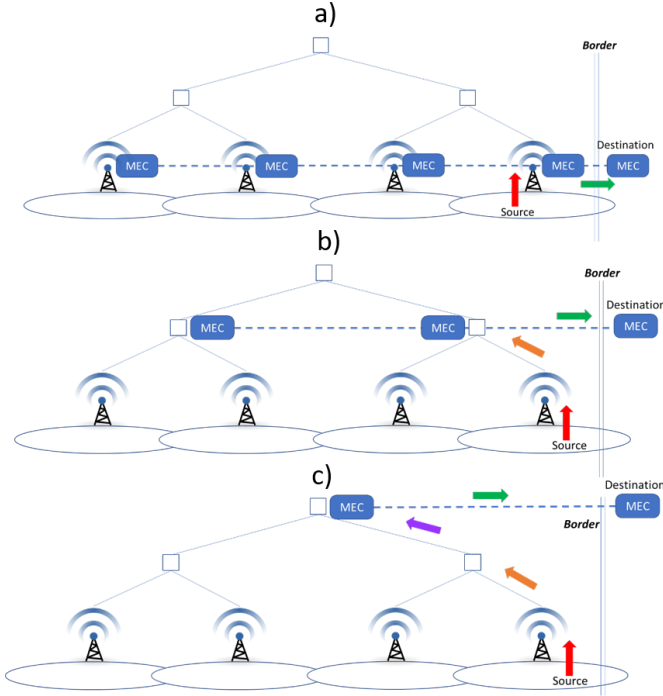 a)
Border
Destination
MEC MEC MEC MEC MEC
Source
b)
Border
Destination
MEC MEC MEC
Source
c)
Destination
MEC MEC
Border
Source